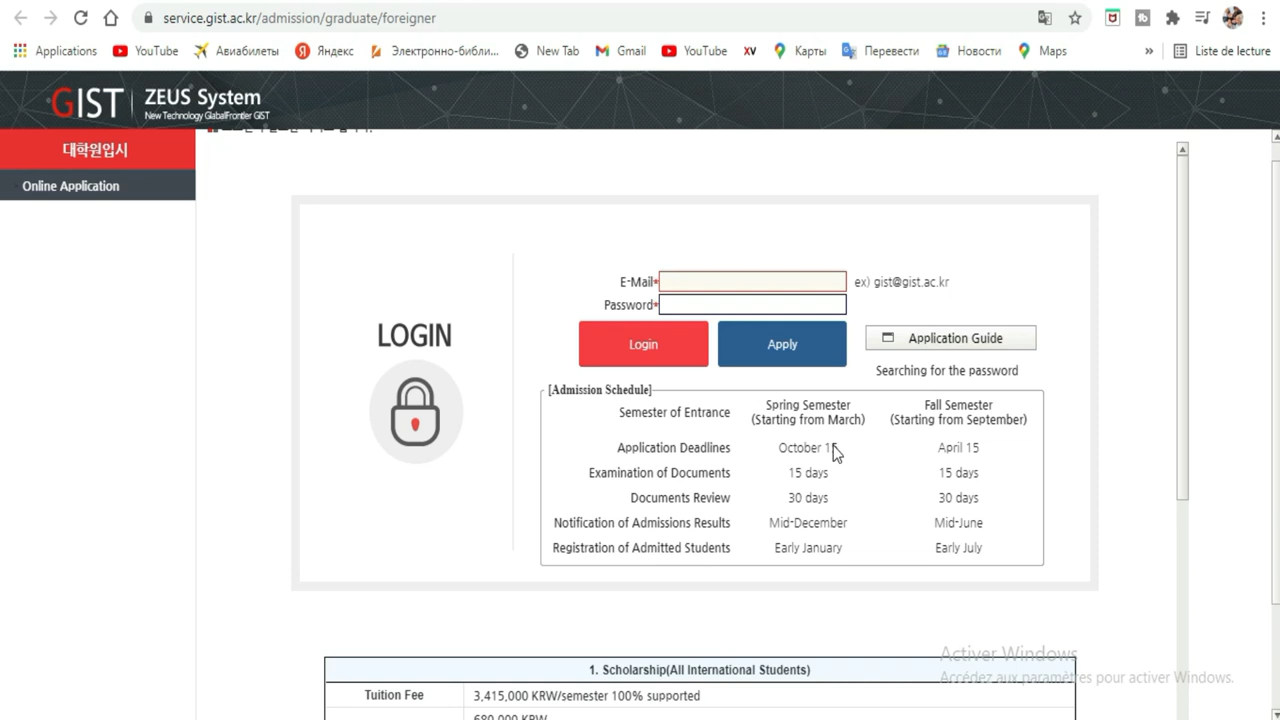 service.gist.ac.kr/admission/graduate/foreigner
Applications YouTube Авиабилеты Яндекс Электронно-библи... New Tab Gmail YouTube XV Карты Перевести Новости Maps » Liste de lecture
GIST ZEUS System
New Technology GlabalFrontier GIST
대학원입시
Online Application
LOGIN
E-Mail* ex) gist@gist.ac.kr
Password*
Login Apply Application Guide
Searching for the password
[Admission Schedule]
Semester of Entrance Spring Semester (Starting from March) Fall Semester (Starting from September)
Application Deadlines October 15 April 15
Examination of Documents 15 days 15 days
Documents Review 30 days 30 days
Notification of Admissions Results Mid-December Mid-June
Registration of Admitted Students Early January Early July
1. Scholarship(All International Students)
Tuition Fee 3,415,000 KRW/semester 100% supported
680,000 KRW
Activer Windows
Accédez aux paramètres pour activer Windows.